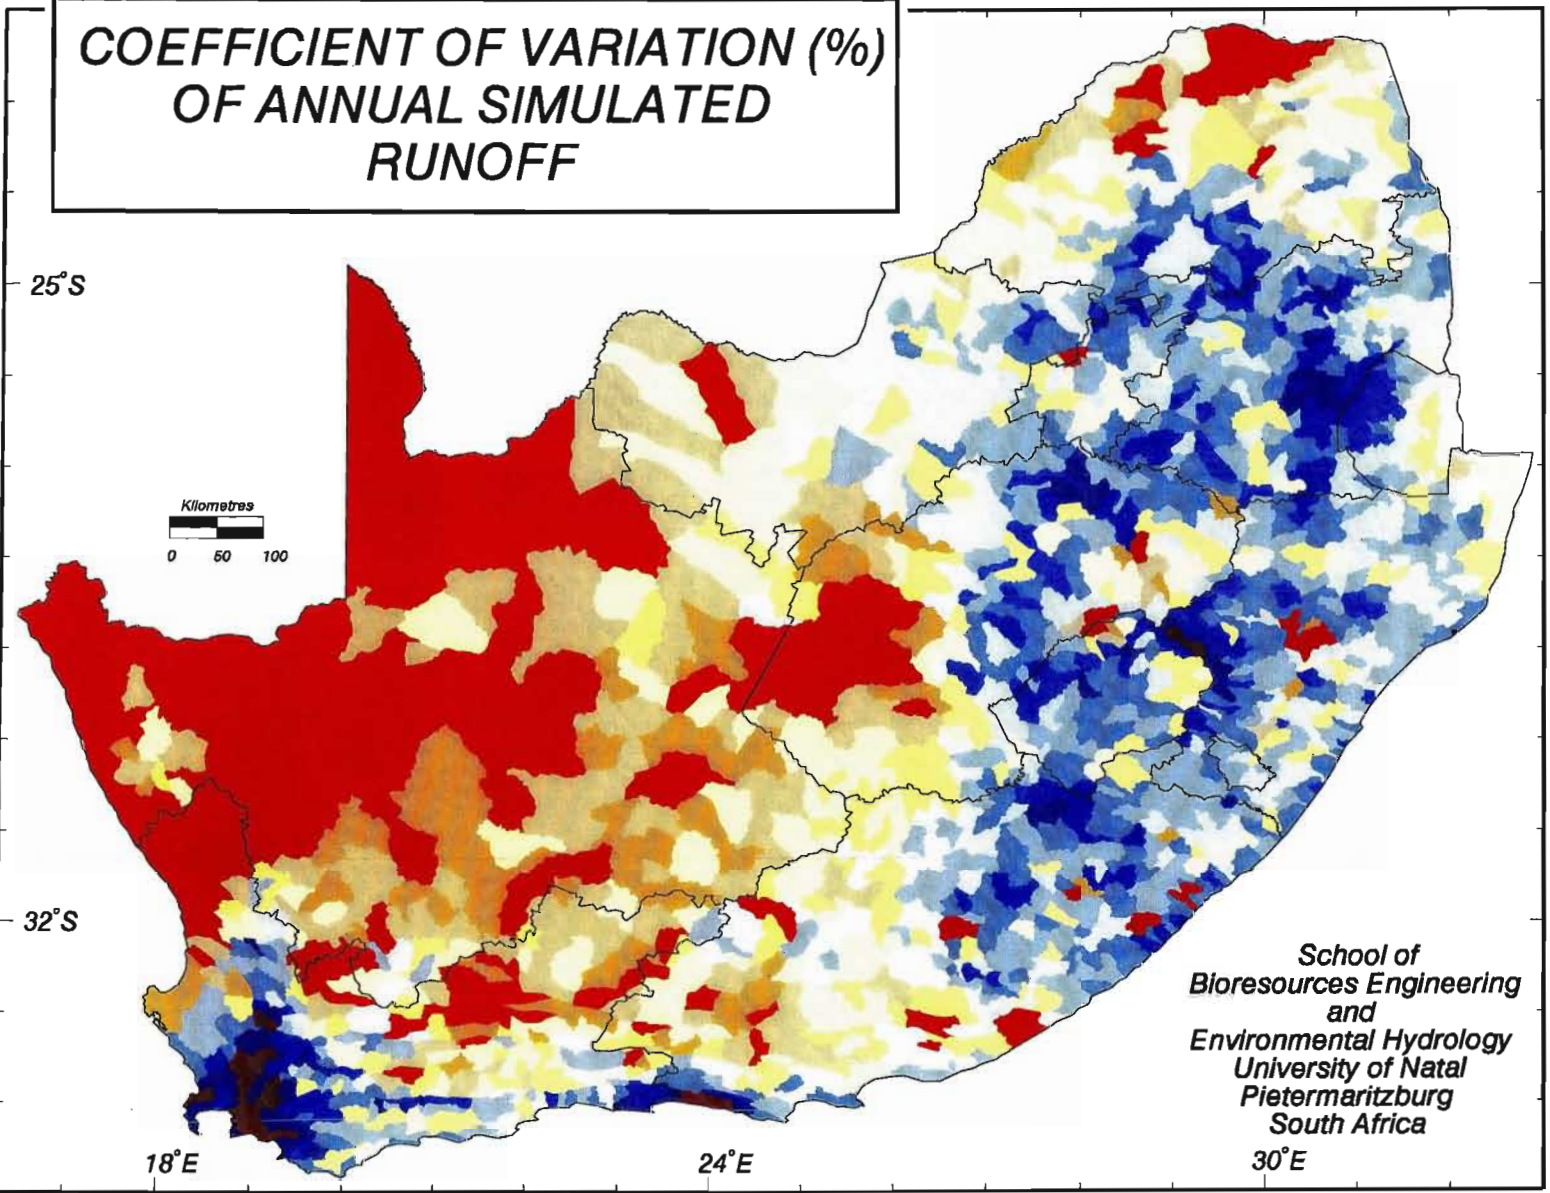 COEFFICIENT OF VARIATION (%)
OF ANNUAL SIMULATED
RUNOFF
25°S
Kilometres
0 50 100
32°S
School of
Bioresources Engineering
and
Environmental Hydrology
University of Natal
Pietermaritzburg
South Africa
18°E 24°E 30°E